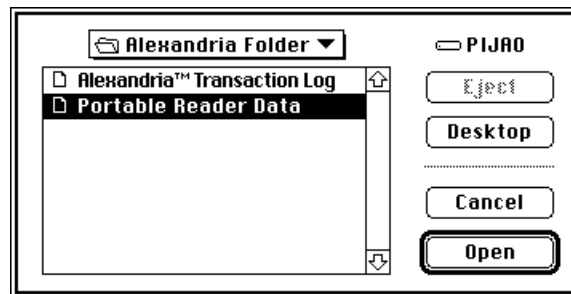 Alexandria Folder
PIJAO
Alexandria™ Transaction Log
Portable Reader Data
Eject
Desktop
Cancel
Open